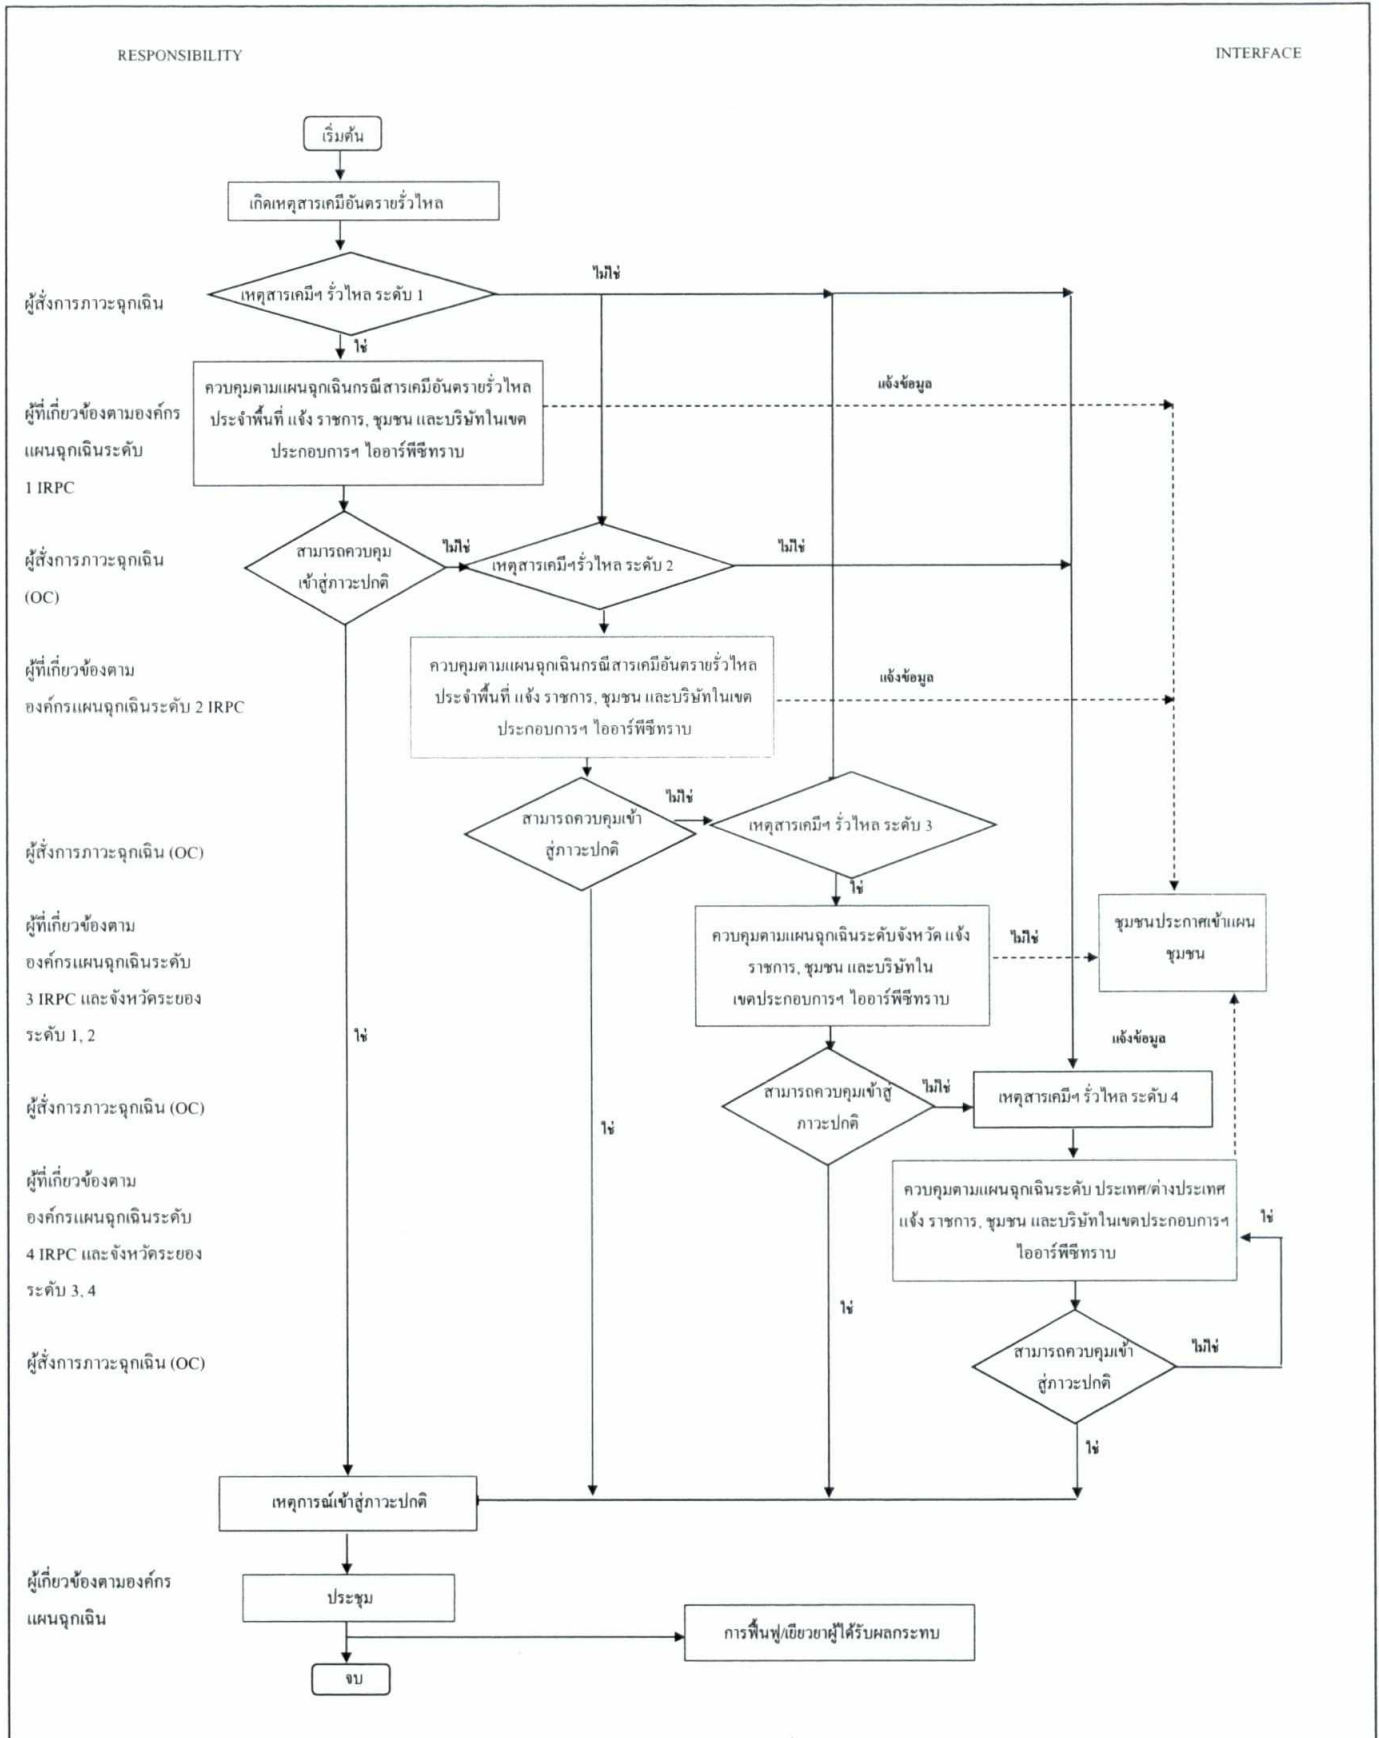 RESPONSIBILITY
INTERFACE
เริ่มต้น
เกิดเหตุสารเคมีอันตรายรั่วไหล
ผู้สั่งการภาวะฉุกเฉิน
เหตุสารเคมีฯ รั่วไหล ระดับ 1
ไม่ใช่
ใช่
ผู้ที่เกี่ยวข้องตามองค์กร
แผนฉุกเฉินระดับ
1 IRPC
ควบคุมตามแผนฉุกเฉินกรณีสารเคมีอันตรายรั่วไหล
ประจำพื้นที่ แจ้ง ราชการ, ชุมชน และบริษัทในเขต
ประกอบการฯ ไออาร์พีซีทราบ
แจ้งข้อมูล
ผู้สั่งการภาวะฉุกเฉิน
(OC)
สามารถควบคุม
เข้าสู่ภาวะปกติ
ไม่ใช่
เหตุสารเคมีฯรั่วไหล ระดับ 2
ไม่ใช่
ผู้ที่เกี่ยวข้องตาม
องค์กรแผนฉุกเฉินระดับ 2 IRPC
ควบคุมตามแผนฉุกเฉินกรณีสารเคมีอันตรายรั่วไหล
ประจำพื้นที่ แจ้ง ราชการ, ชุมชน และบริษัทในเขต
ประกอบการฯ ไออาร์พีซีทราบ
แจ้งข้อมูล
ผู้สั่งการภาวะฉุกเฉิน (OC)
สามารถควบคุมเข้า
สู่ภาวะปกติ
ไม่ใช่
เหตุสารเคมีฯ รั่วไหล ระดับ 3
ใช่
ผู้ที่เกี่ยวข้องตาม
องค์กรแผนฉุกเฉินระดับ
3 IRPC และจังหวัดระยอง
ระดับ 1, 2
ควบคุมตามแผนฉุกเฉินระดับจังหวัด แจ้ง
ราชการ, ชุมชน และบริษัทใน
เขตประกอบการฯ ไออาร์พีซีทราบ
ไม่ใช่
ชุมชนประกาศเข้าแผน
ชุมชน
ใช่
แจ้งข้อมูล
ผู้สั่งการภาวะฉุกเฉิน (OC)
สามารถควบคุมเข้าสู่
ภาวะปกติ
ไม่ใช่
เหตุสารเคมีฯ รั่วไหล ระดับ 4
ใช่
ผู้ที่เกี่ยวข้องตาม
องค์กรแผนฉุกเฉินระดับ
4 IRPC และจังหวัดระยอง
ระดับ 3, 4
ควบคุมตามแผนฉุกเฉินระดับ ประเทศ/ต่างประเทศ
แจ้ง ราชการ, ชุมชน และบริษัทในเขตประกอบการฯ
ไออาร์พีซีทราบ
ใช่
ใช่
ผู้สั่งการภาวะฉุกเฉิน (OC)
สามารถควบคุมเข้า
สู่ภาวะปกติ
ไม่ใช่
ใช่
เหตุการณ์เข้าสู่ภาวะปกติ
ผู้เกี่ยวข้องตามองค์กร
แผนฉุกเฉิน
ประชุม
การฟื้นฟู/เยียวยาผู้ได้รับผลกระทบ
จบ